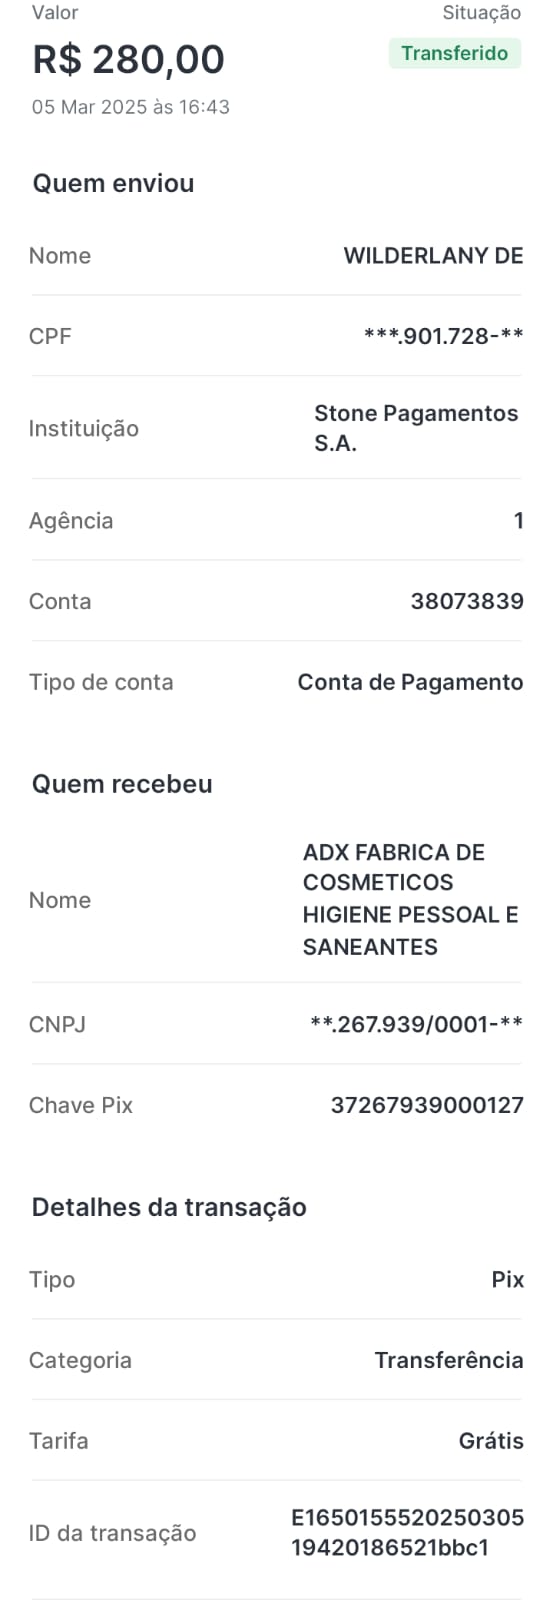 Valor Situação
R$ 280,00 Transferido
05 Mar 2025 às 16:43
Quem enviou
Nome WILDERLANY DE
CPF ***.901.728-**
Instituição Stone Pagamentos
S.A.
Agência 1
Conta 38073839
Tipo de conta Conta de Pagamento
Quem recebeu
Nome ADX FABRICA DE
COSMETICOS
HIGIENE PESSOAL E
SANEANTES
CNPJ **.267.939/0001-**
Chave Pix 37267939000127
Detalhes da transação
Tipo Pix
Categoria Transferência
Tarifa Grátis
ID da transação E1650155520250305
19420186521bbc1